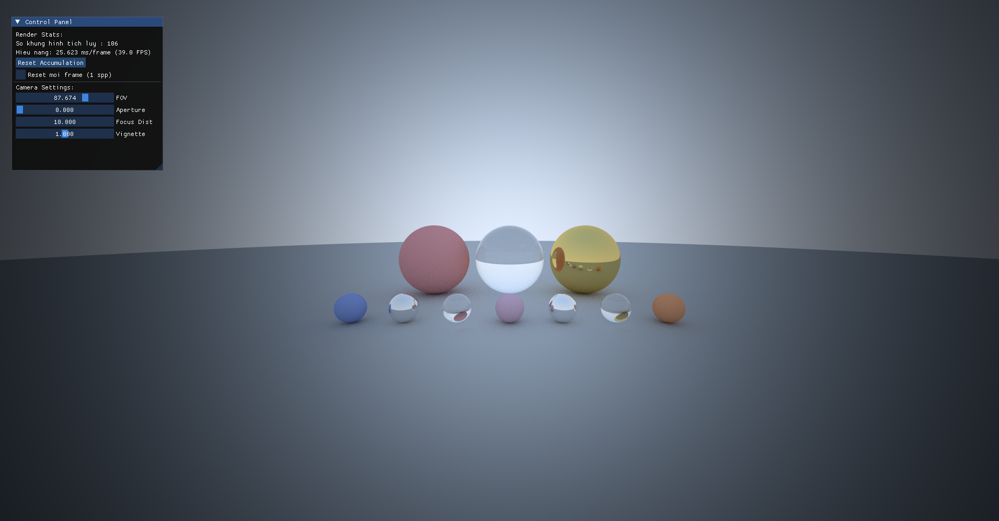 Control Panel
Render Stats:
So khung hinh tich luy : 106
Hieu nang: 25.623 ms/frame (39.0 FPS)
Reset Accumulation
Reset moi frame (1 spp)
Camera Settings:
87.674 FOV
0.000 Aperture
10.000 Focus Dist
1.000 Vignette